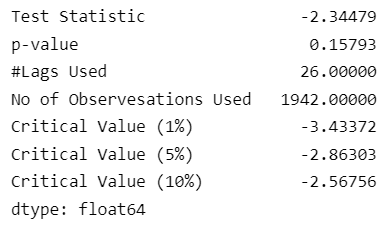 Test Statistic -2.34479
p-value 0.15793
#Lags Used 26.00000
No of Observesations Used 1942.00000
Critical Value (1%) -3.43372
Critical Value (5%) -2.86303
Critical Value (10%) -2.56756
dtype: float64